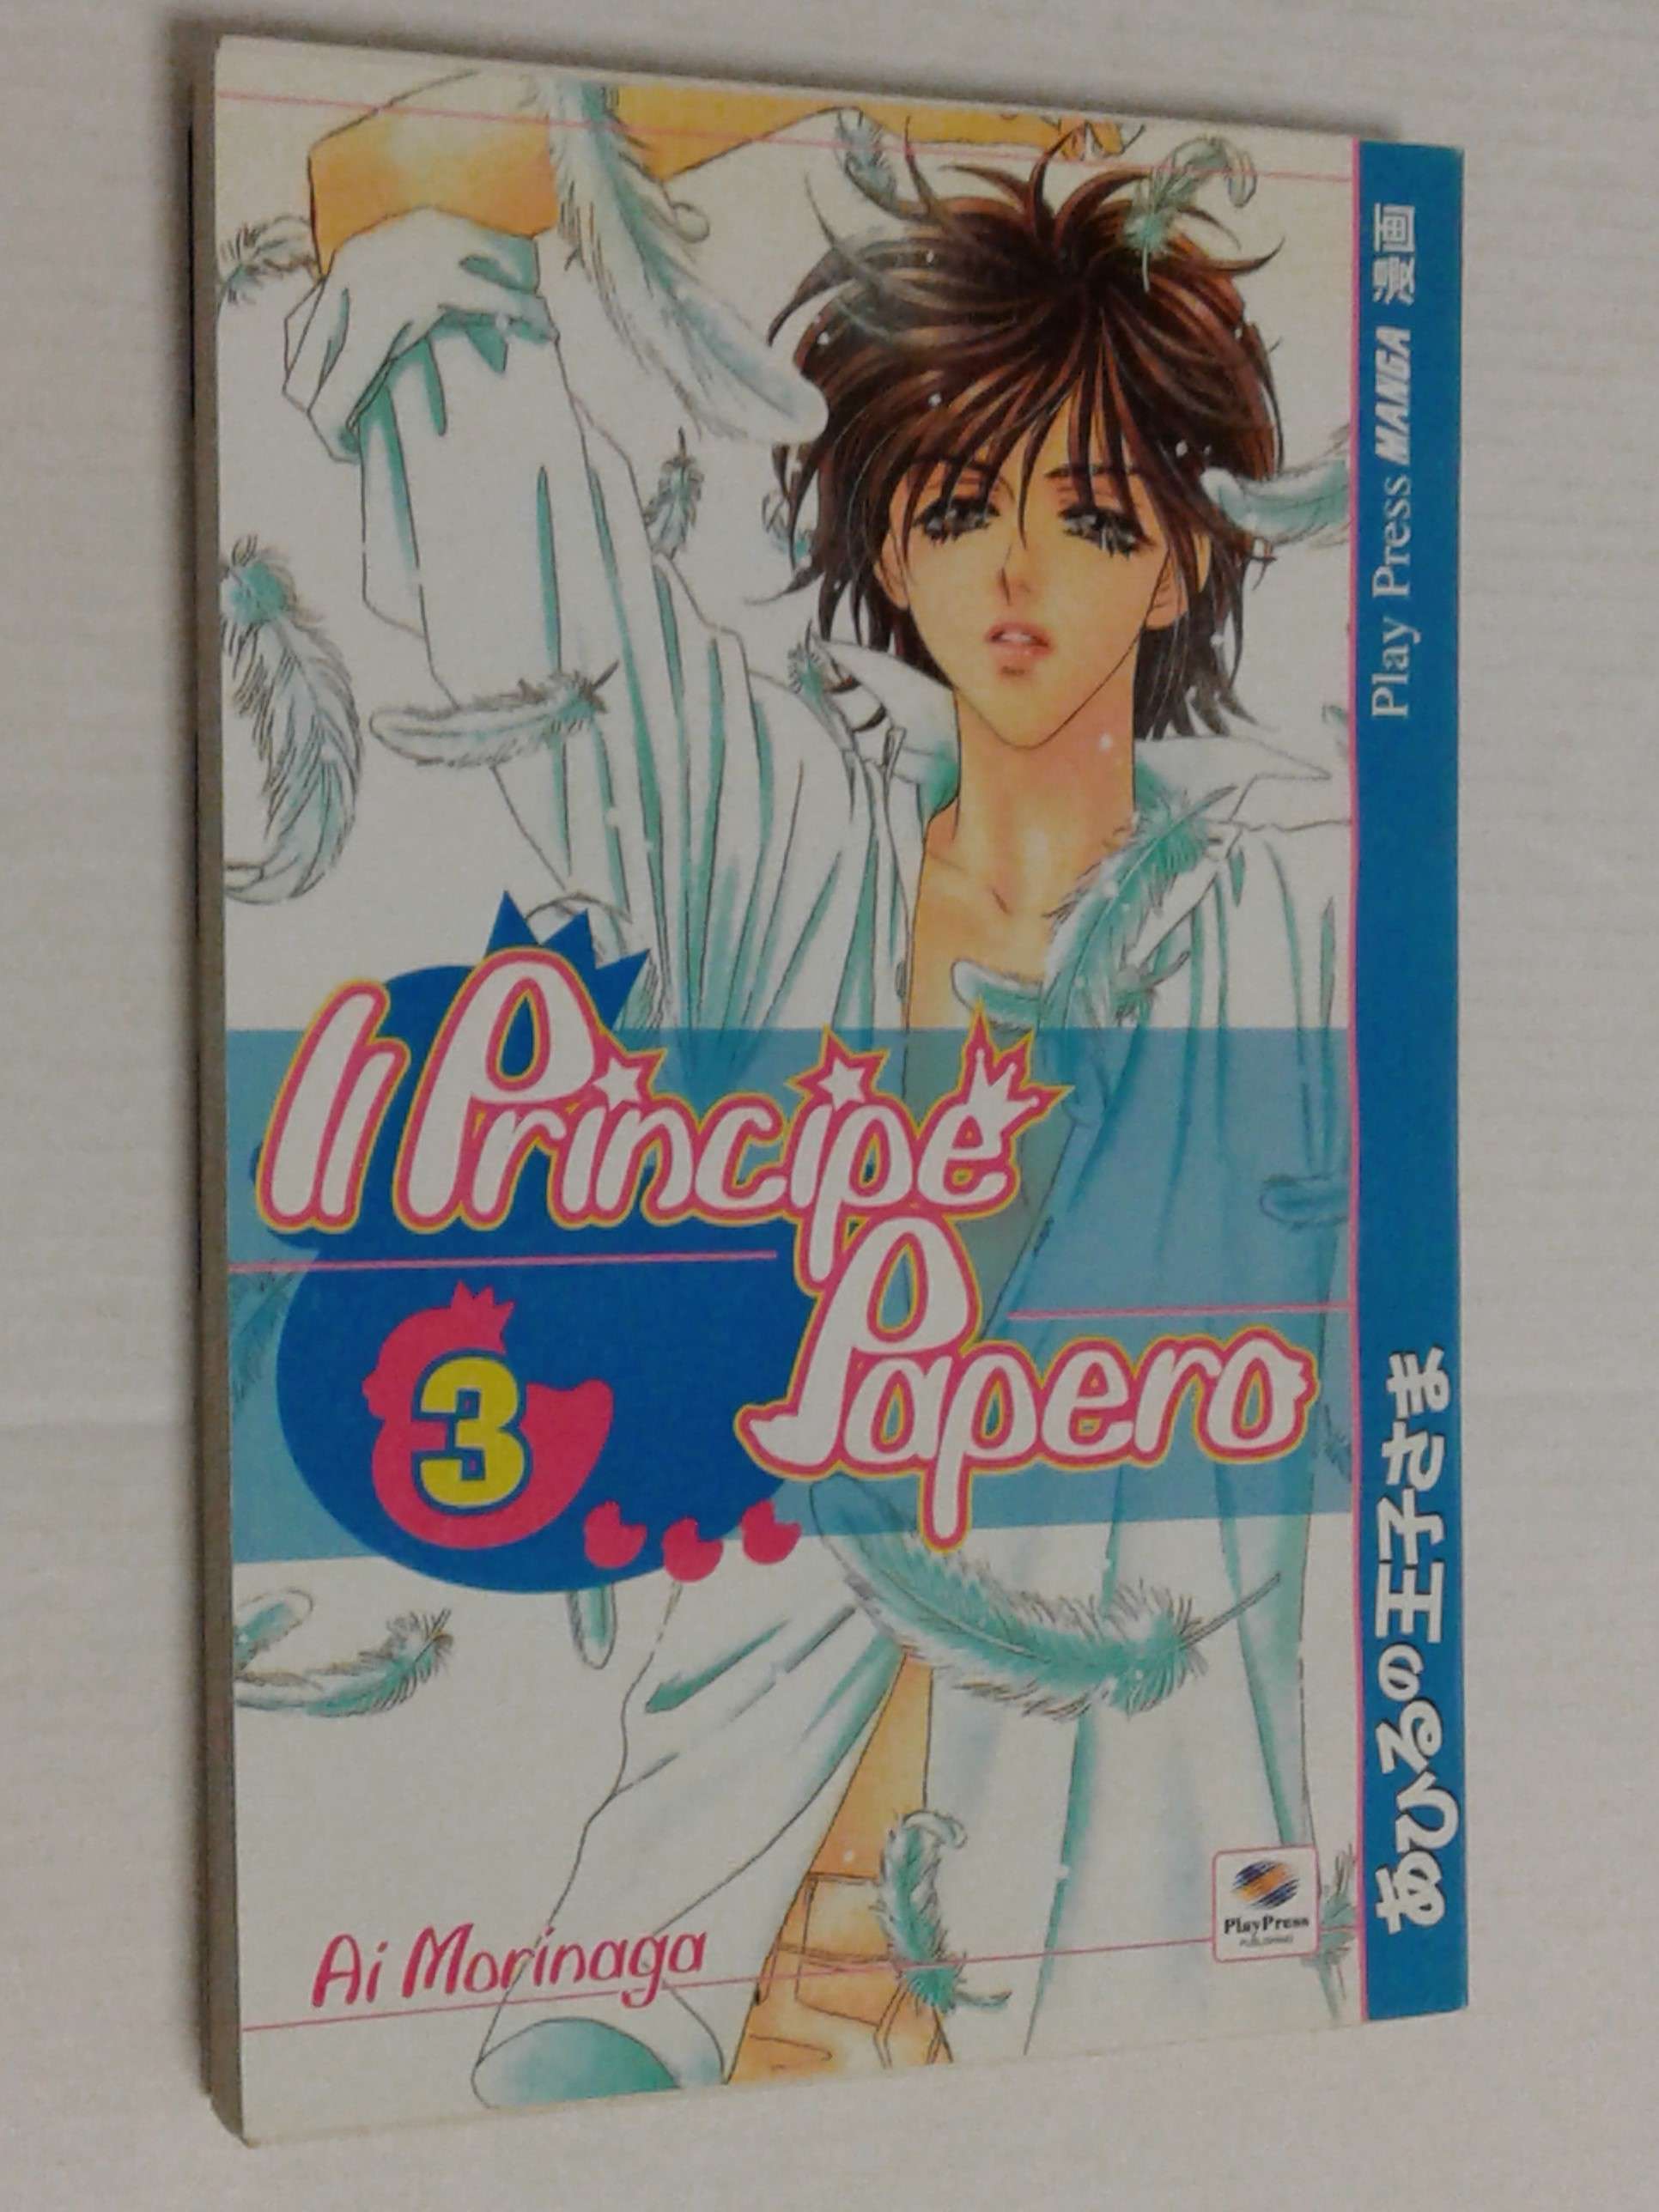 Il Principe
Papero
3
Ai Morinaga
PlayPress
PUBLISHING
Play Press MANGA 漫画
あひるの王子さま